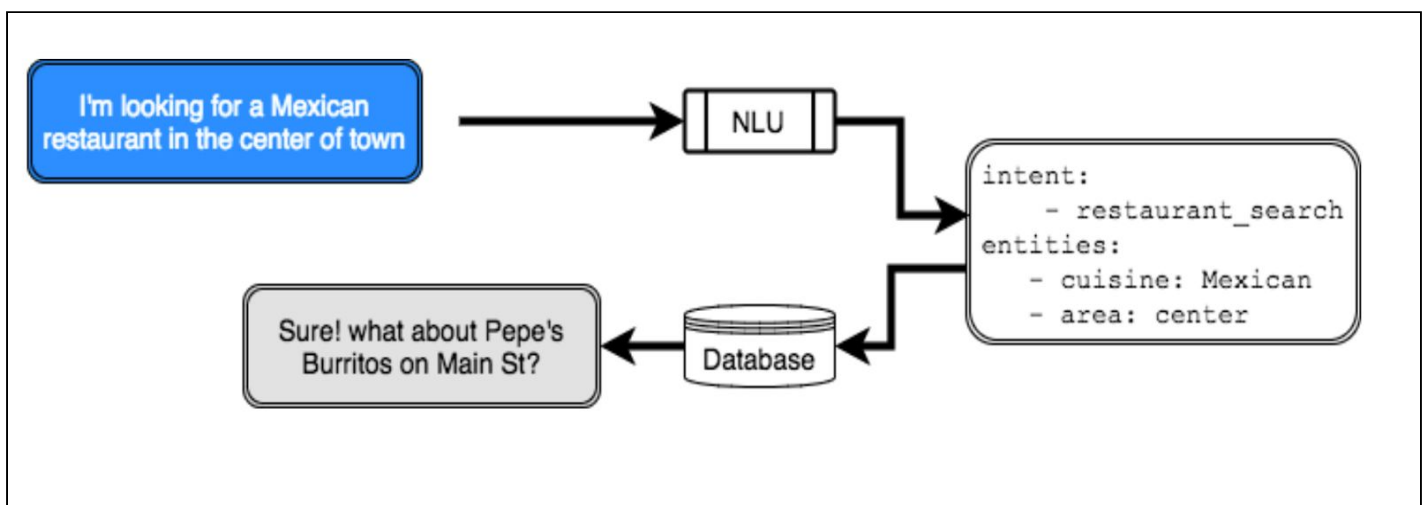 I'm looking for a Mexican
restaurant in the center of town
NLU
intent:
- restaurant_search
entities:
- cuisine: Mexican
- area: center
Database
Sure! what about Pepe's
Burritos on Main St?